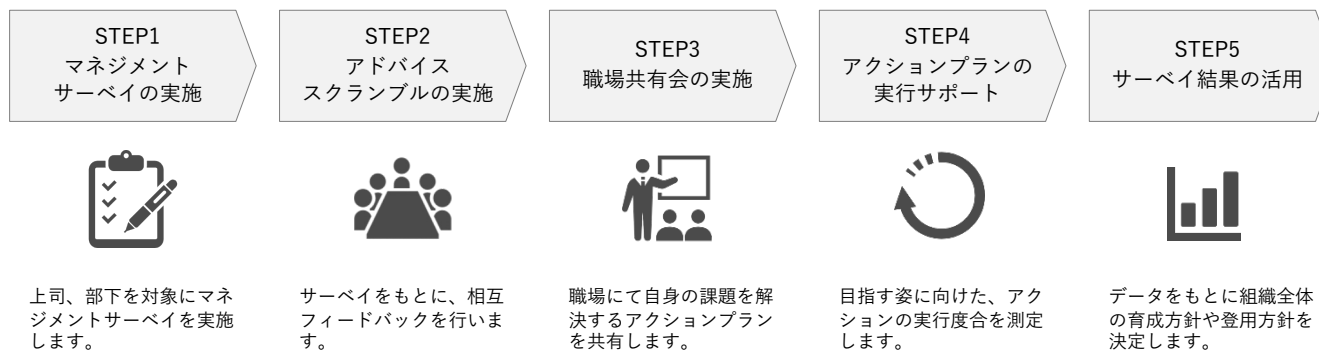 STEP1
マネジメント
サーベイの実施
STEP2
アドバイス
スクランブルの実施
STEP3
職場共有会の実施
STEP4
アクションプランの
実行サポート
STEP5
サーベイ結果の活用
上司、部下を対象にマネ
ジメントサーベイを実施
します。
サーベイをもとに、相互
フィードバックを行いま
す。
職場にて自身の課題を解
決するアクションプラン
を共有します。
目指す姿に向けた、アク
ションの実行度合を測定
します。
データをもとに組織全体
の育成方針や登用方針を
決定します。